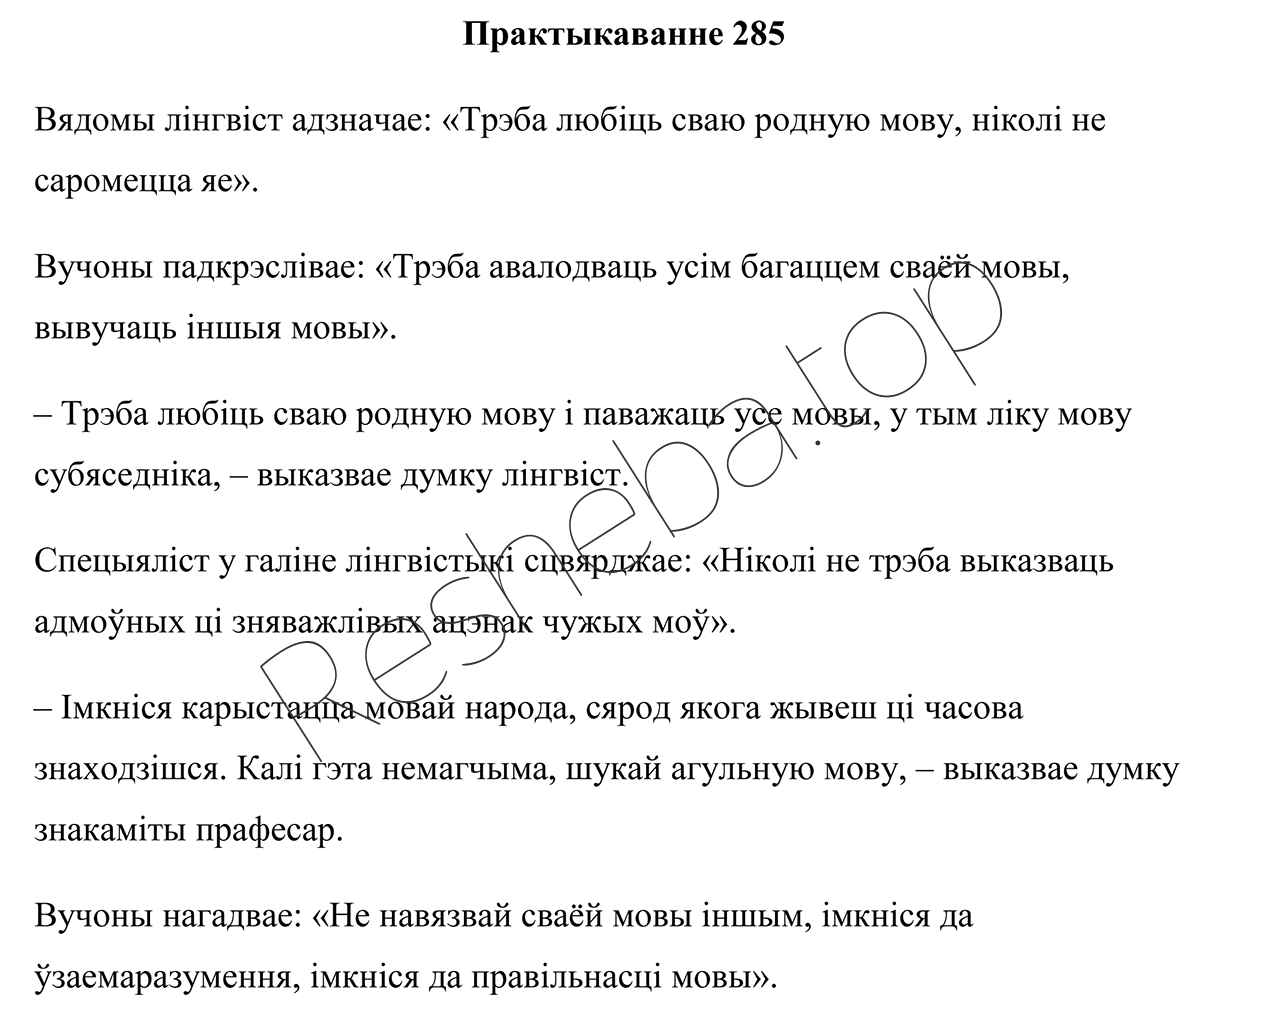 Практыкаванне 285
Вядомы лінгвіст адзначае: «Трэба любіць сваю родную мову, ніколі не
саромецца яе».
Вучоны падкрэслівае: «Трэба авалодваць усім багаццем сваёй мовы,
вывучаць іншыя мовы».
– Трэба любіць сваю родную мову і паважаць усе мовы, у тым ліку мову
субяседніка, – выказвае думку лінгвіст.
Спецыяліст у галіне лінгвістыкі сцвярджае: «Ніколі не трэба выказваць
адмоўных ці зняважлівых ацэнак чужых моў».
– Імкніся карыстацца мовай народа, сярод якога жывеш ці часова
знаходзішся. Калі гэта немагчыма, шукай агульную мову, – выказвае думку
знакаміты прафесар.
Вучоны нагадвае: «Не навязвай сваёй мовы іншым, імкніся да
ўзаемаразумення, імкніся да правільнасці мовы».
Resheba.top